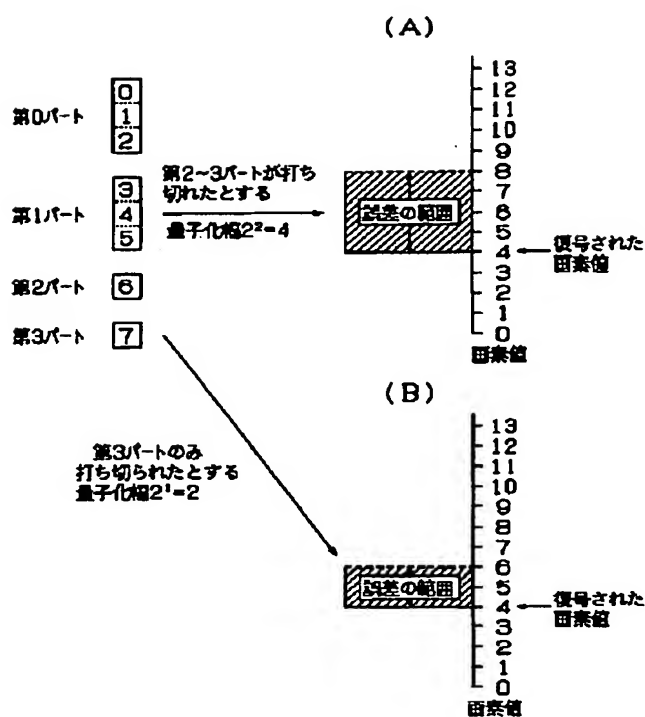 (A)
第0パート
0
1
2
第1パート
3
4
5
第2パート
6
第3パート
7
第2~3パートが打ち
切れたとする
量子化幅2²=4
13
12
11
10
9
8
7
6
5
4
3
2
1
0
誤差の範囲
復号された
画素値
画素値
(B)
第3パートのみ
打ち切られたとする
量子化幅2¹=2
13
12
11
10
9
8
7
6
5
4
3
2
1
0
誤差の範囲
復号された
画素値
画素値